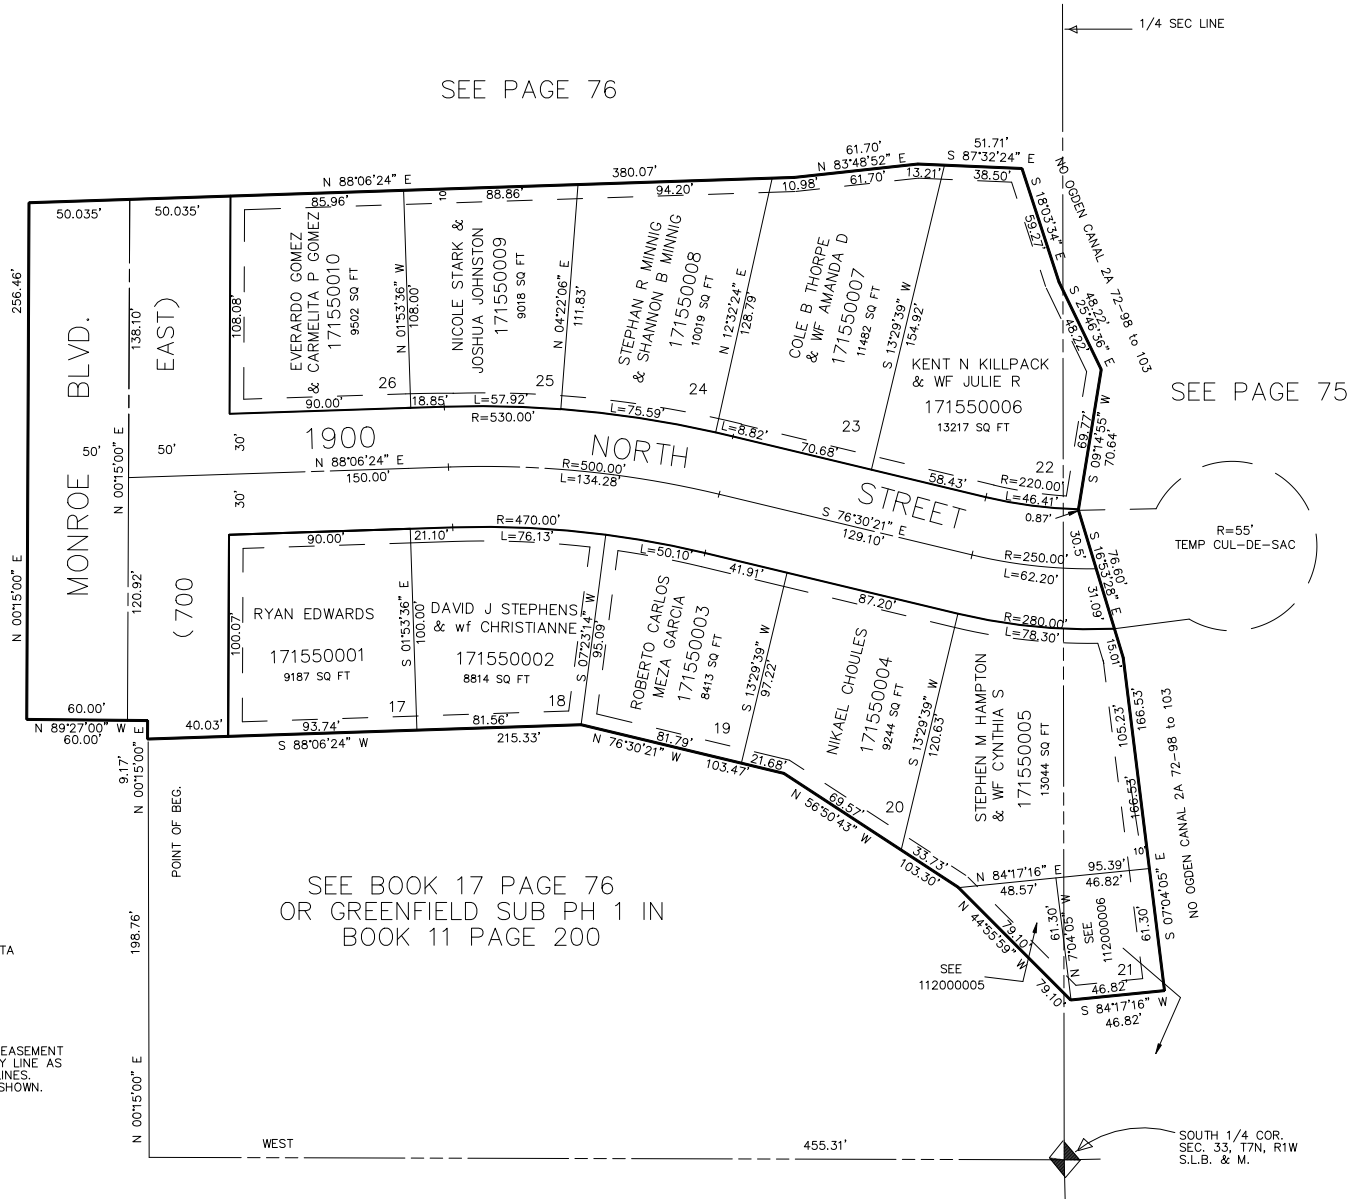 1/4 SEC LINE
SEE PAGE 76
380.07'
N 88°06'24" E
61.70'
N 83°48'52" E
51.71'
S 87°32'24" E
50.035'
50.035'
85.96'
10
88.86'
94.20'
10.98'
61.70'
13.21'
38.50'
NO OGDEN CANAL 2A 72-98 to 103
S 18°03'34" E
59.27'
48.22'
S 25°46'36" E
48.22'
256.46'
138.10'
108.08'
MONROE BLVD.
(700 EAST)
EVERARDO GOMEZ
& CARMELITA P GOMEZ
171550010
9502 SQ FT
26
N 01°53'36" W
108.00'
NICOLE STARK &
JOSHUA JOHNSTON
171550009
9018 SQ FT
25
N 04°22'06" E
111.83'
STEPHAN R MINNIG
& SHANNON B MINNIG
171550008
10019 SQ FT
24
N 12°32'24" E
128.79'
COLE B THORPE
& WF AMANDA D
171550007
11482 SQ FT
23
S 13°29'39" W
154.92'
KENT N KILLPACK
& WF JULIE R
171550006
13217 SQ FT
22
SEE PAGE 75
69.77'
S 09°14'55" W
70.64'
90.00'
18.85'
L=57.92'
R=530.00'
L=75.59'
L=8.82'
70.68'
58.43'
R=220.00'
L=46.41'
0.87'
50'
50'
30'
30'
N 00°15'00" E
1900 NORTH STREET
N 88°06'24" E
150.00'
R=500.00'
L=134.28'
S 76°30'21" E
129.10'
R=250.00'
L=62.20'
R=55'
TEMP CUL-DE-SAC
30.5'
S 16°53'28" E
76.60'
31.09'
15.01'
90.00'
21.10'
R=470.00'
L=76.13'
L=50.10'
41.91'
87.20'
R=280.00'
L=78.30'
N 00°15'00" E
120.92'
100.07'
RYAN EDWARDS
171550001
9187 SQ FT
17
S 01°53'36" E
100.00'
DAVID J STEPHENS
& wf CHRISTIANNE
171550002
8814 SQ FT
18
S 07°23'14" W
95.09'
ROBERTO CARLOS
MEZA GARCIA
171550003
8413 SQ FT
19
S 13°29'39" W
97.22'
NIKAEL CHOULES
171550004
9244 SQ FT
20
S 13°29'39" W
120.63'
STEPHEN M HAMPTON
& WF CYNTHIA S
171550005
13044 SQ FT
105.23'
166.53'
166.53'
10'
S 07°04'05" E
NO OGDEN CANAL 2A 72-98 to 103
60.00'
N 89°27'00" W
60.00'
40.03'
93.74'
S 88°06'24" W
81.56'
215.33'
81.79'
N 76°30'21" W
103.47'
21.68'
69.57'
N 56°50'43" W
33.73'
103.30'
9.17'
N 00°15'00" E
POINT OF BEG.
N 84°17'16" E
95.39'
48.57'
46.82'
79.10'
N 44°55'59" W
79.10'
61.30'
N 7°04'05" W
SEE
112000006
61.30'
21
46.82'
S 84°17'16" W
46.82'
SEE
112000005
SEE BOOK 17 PAGE 76
OR GREENFIELD SUB PH 1 IN
BOOK 11 PAGE 200
198.76'
N 00°15'00" E
TA
EASEMENT
Y LINE AS
INES.
SHOWN.
WEST
455.31'
SOUTH 1/4 COR.
SEC. 33, T7N, R1W
S.L.B. & M.